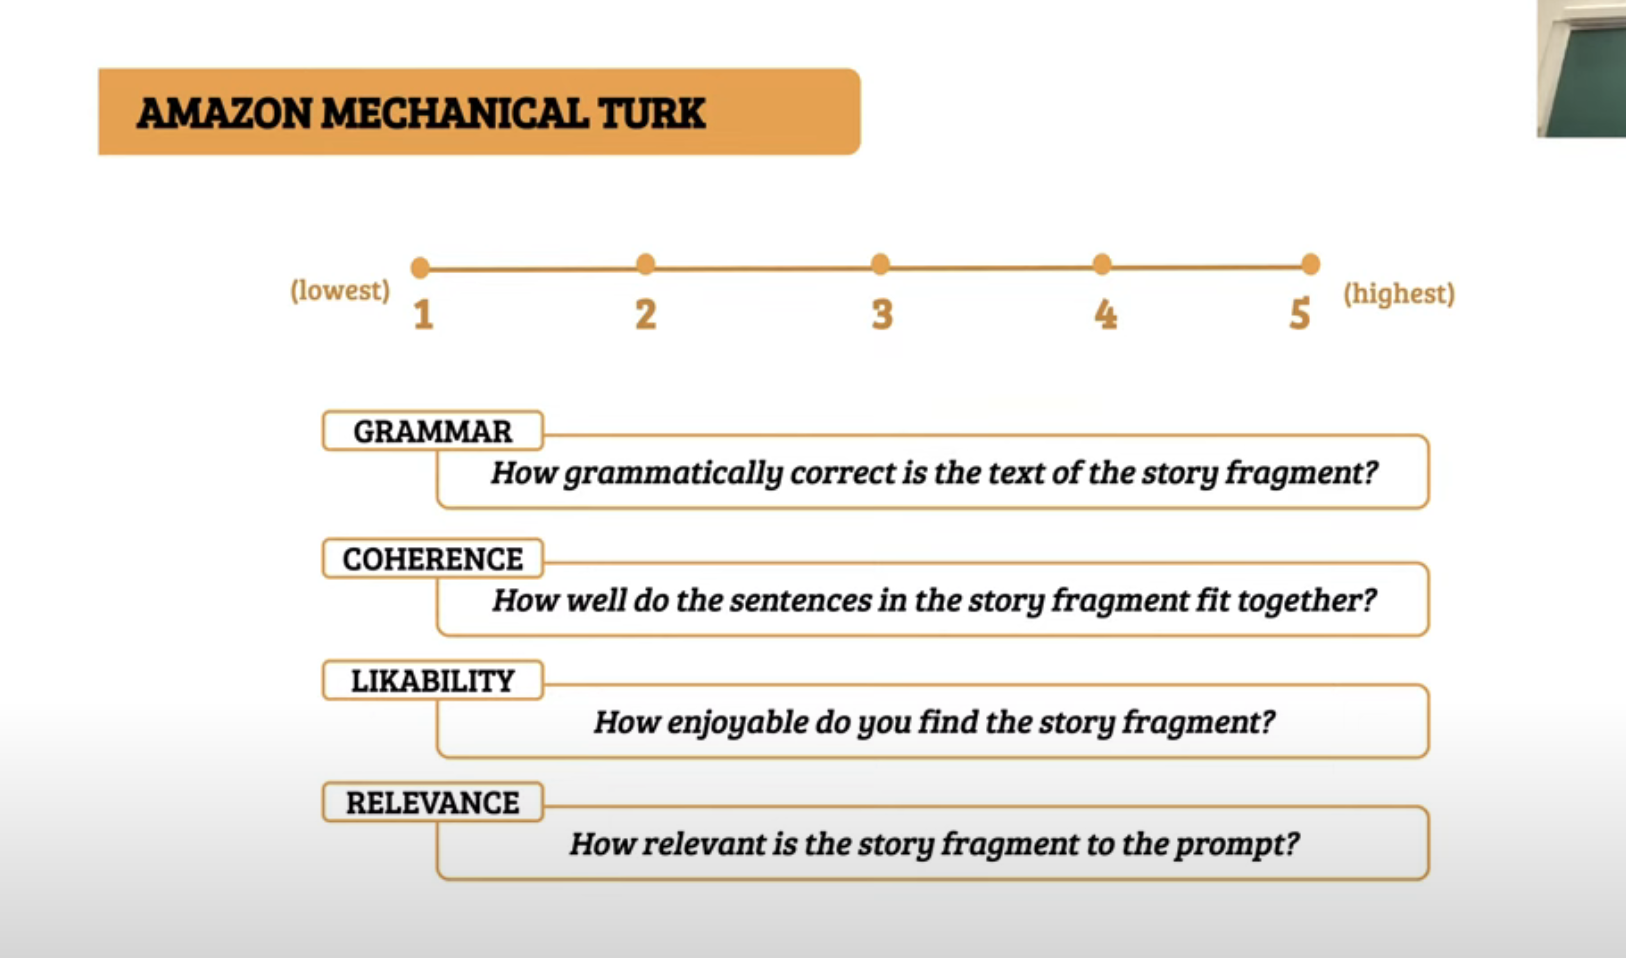 AMAZON MECHANICAL TURK
(lowest) 1 2 3 4 5 (highest)
GRAMMAR
How grammatically correct is the text of the story fragment?
COHERENCE
How well do the sentences in the story fragment fit together?
LIKABILITY
How enjoyable do you find the story fragment?
RELEVANCE
How relevant is the story fragment to the prompt?